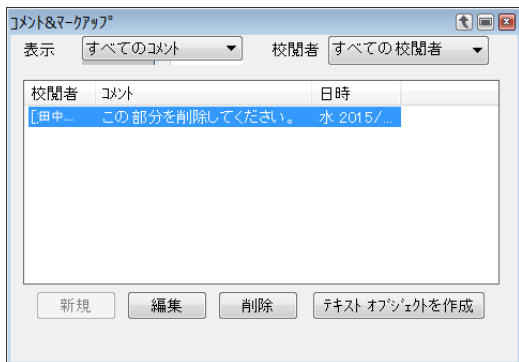 ｺﾒﾝﾄ&ﾏｰｸｱｯﾌﾟ
表示 すべてのｺﾒﾝﾄ 校閲者 すべての校閲者
校閲者 ｺﾒﾝﾄ 日時
[田中... この部分を削除してください。 水 2015/...
新規 編集 削除 ﾃｷｽﾄ ｵﾌﾞｼﾞｪｸﾄを作成